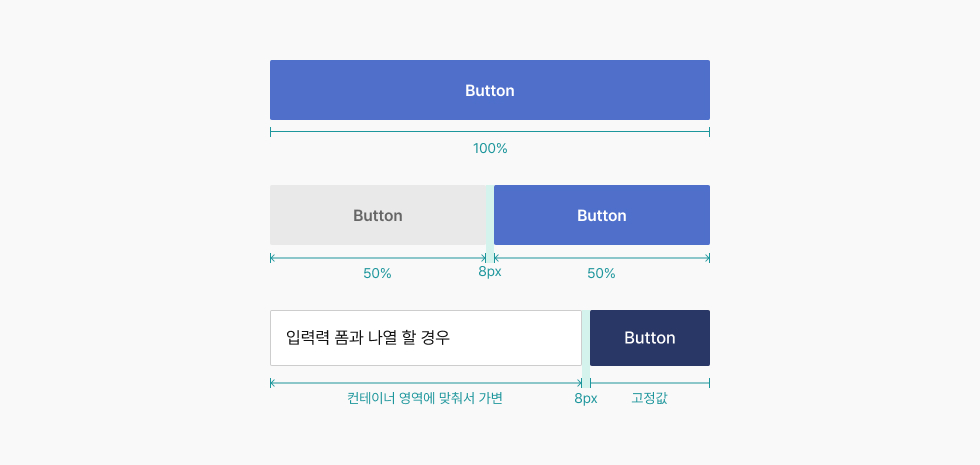 Button
100%
Button
Button
50%
8px
50%
입력력 폼과 나열 할 경우
Button
컨테이너 영역에 맞춰서 가변
8px
고정값